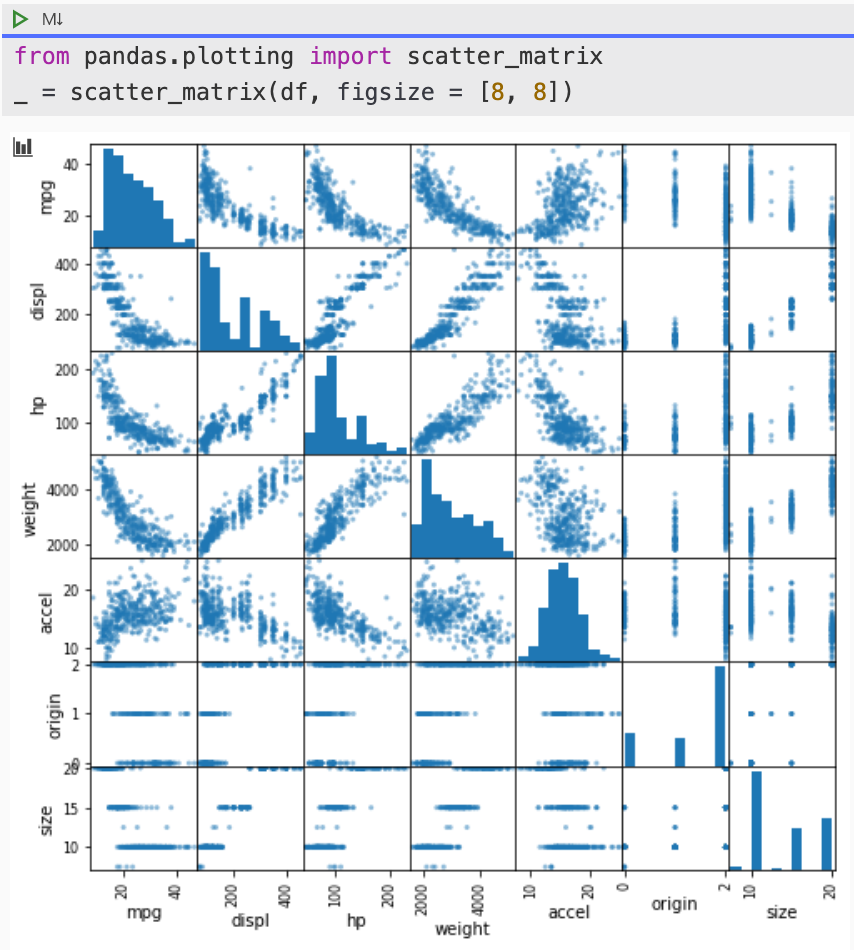 M↓
from pandas.plotting import scatter_matrix
_ = scatter_matrix(df, figsize = [8, 8])
40
20
mpg
400
200
displ
200
100
hp
4000
2000
weight
20
10
accel
2
1
0
origin
20
15
10
size
20 40
mpg
200 400
displ
100 200
hp
2000 4000
weight
10 20
accel
0 2
origin
10 20
size